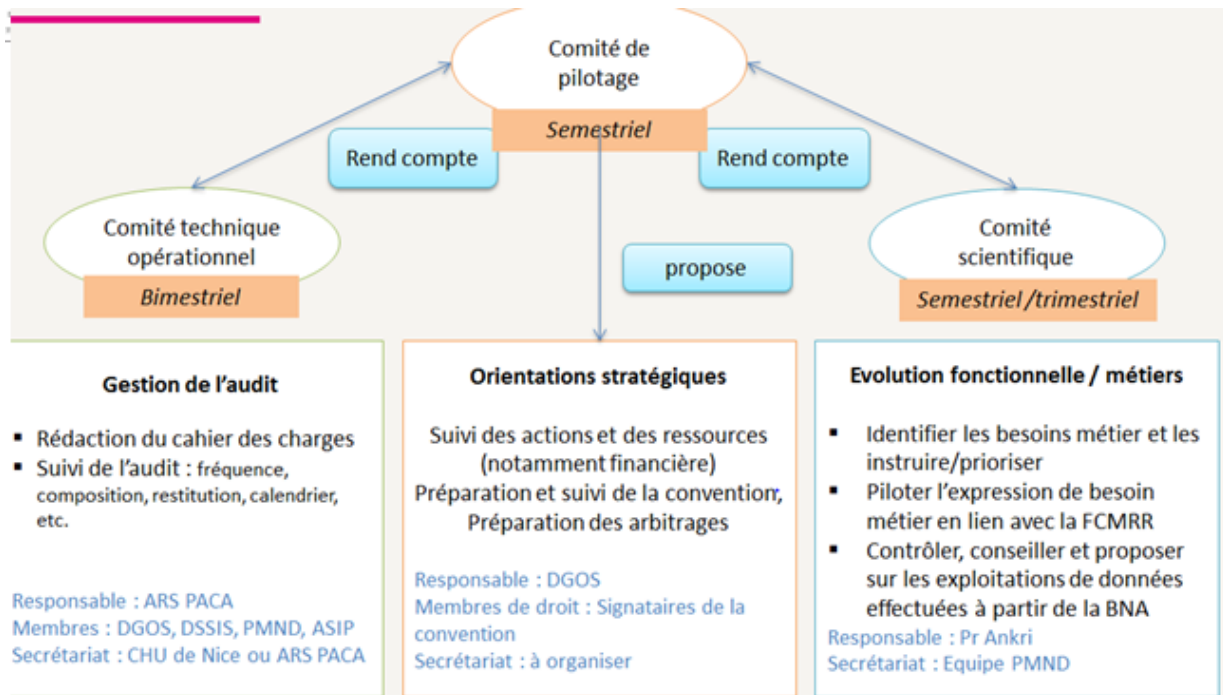 Comité de
pilotage
Semestriel
Rend compte
Rend compte
Comité technique
opérationnel
Bimestriel
propose
Comité
scientifique
Semestriel /trimestriel
Gestion de l'audit
▪ Rédaction du cahier des charges
▪ Suivi de l'audit : fréquence,
composition, restitution, calendrier,
etc.
Responsable : ARS PACA
Membres : DGOS, DSSIS, PMND, ASIP
Secrétariat : CHU de Nice ou ARS PACA
Orientations stratégiques
Suivi des actions et des ressources
(notamment financière)
Préparation et suivi de la convention,
Préparation des arbitrages
Responsable : DGOS
Membres de droit : Signataires de la
convention
Secrétariat : à organiser
Evolution fonctionnelle / métiers
▪ Identifier les besoins métier et les
instruire/prioriser
▪ Piloter l'expression de besoin
métier en lien avec la FCMRR
▪ Contrôler, conseiller et proposer
sur les exploitations de données
effectuées à partir de la BNA
Responsable : Pr Ankri
Secrétariat : Equipe PMND